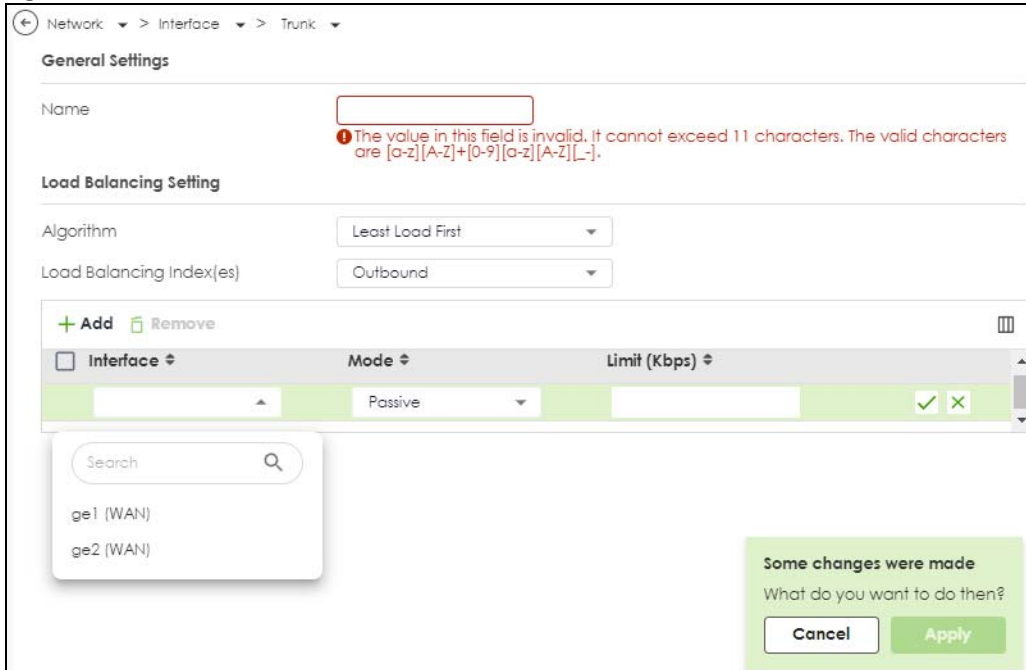 Network > Interface > Trunk
General Settings
Name
The value in this field is invalid. It cannot exceed 11 characters. The valid characters
are [a-z][A-Z]+[0-9][a-z][A-Z][_-].
Load Balancing Setting
Algorithm Least Load First
Load Balancing Index(es) Outbound
+ Add Remove
Interface Mode Limit (Kbps)
Passive
Search
ge1 (WAN)
ge2 (WAN)
Some changes were made
What do you want to do then?
Cancel Apply